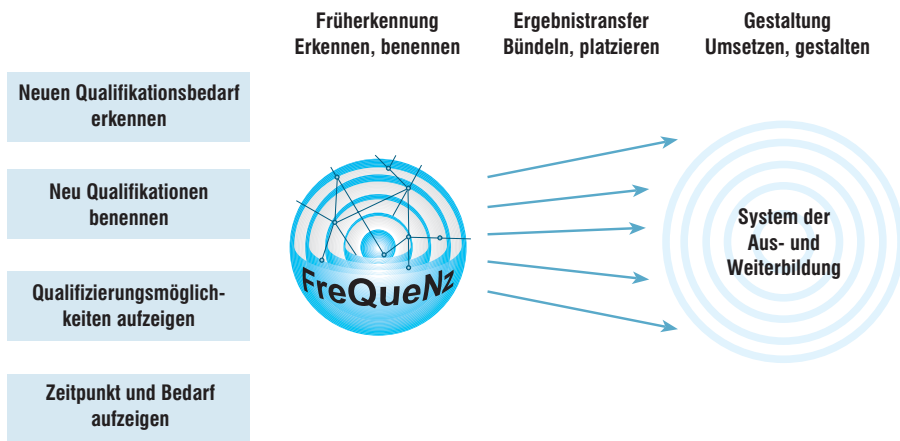 Früherkennung
Erkennen, benennen
Ergebnistransfer
Bündeln, platzieren
Gestaltung
Umsetzen, gestalten
Neuen Qualifikationsbedarf
erkennen
Neu Qualifikationen
benennen
Qualifizierungsmöglich-
keiten aufzeigen
Zeitpunkt und Bedarf
aufzeigen
FreQueNz
System der
Aus- und
Weiterbildung